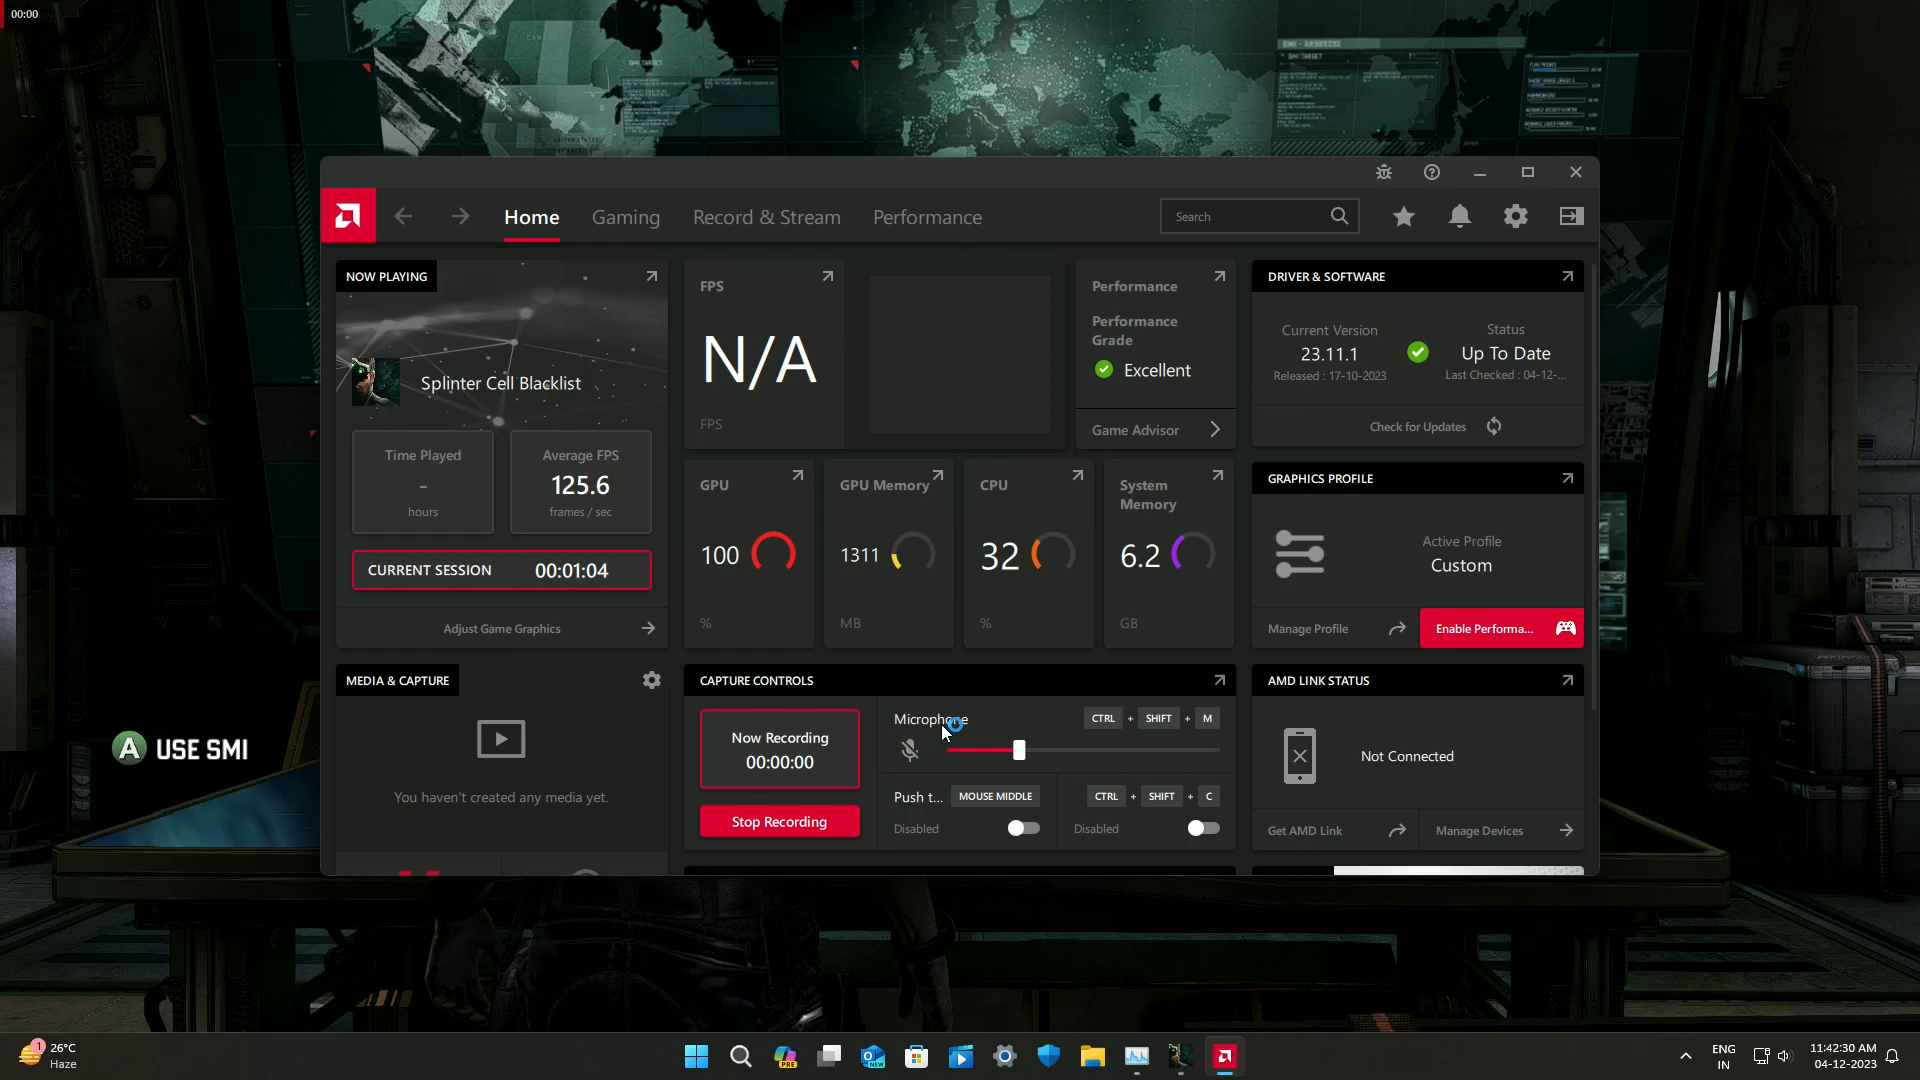 00:00
Home
Gaming
Record & Stream
Performance
Search
NOW PLAYING
Splinter Cell Blacklist
Time Played
-
hours
Average FPS
125.6
frames / sec
CURRENT SESSION 00:01:04
Adjust Game Graphics
FPS
N/A
FPS
Performance
Performance
Grade
Excellent
Game Advisor
GPU
100
%
GPU Memory
1311
MB
CPU
32
%
System
Memory
6.2
GB
DRIVER & SOFTWARE
Current Version
23.11.1
Released : 17-10-2023
Status
Up To Date
Last Checked : 04-12-...
Check for Updates
GRAPHICS PROFILE
Active Profile
Custom
Manage Profile
Enable Performa...
MEDIA & CAPTURE
You haven't created any media yet.
CAPTURE CONTROLS
Now Recording
00:00:00
Stop Recording
Microphone
CTRL + SHIFT + M
Push t... MOUSE MIDDLE
Disabled
CTRL + SHIFT + C
Disabled
AMD LINK STATUS
Not Connected
Get AMD Link
Manage Devices
A USE SMI
1
26°C
Haze
PRE
NEW
ENG
IN
11:42:30 AM
04-12-2023